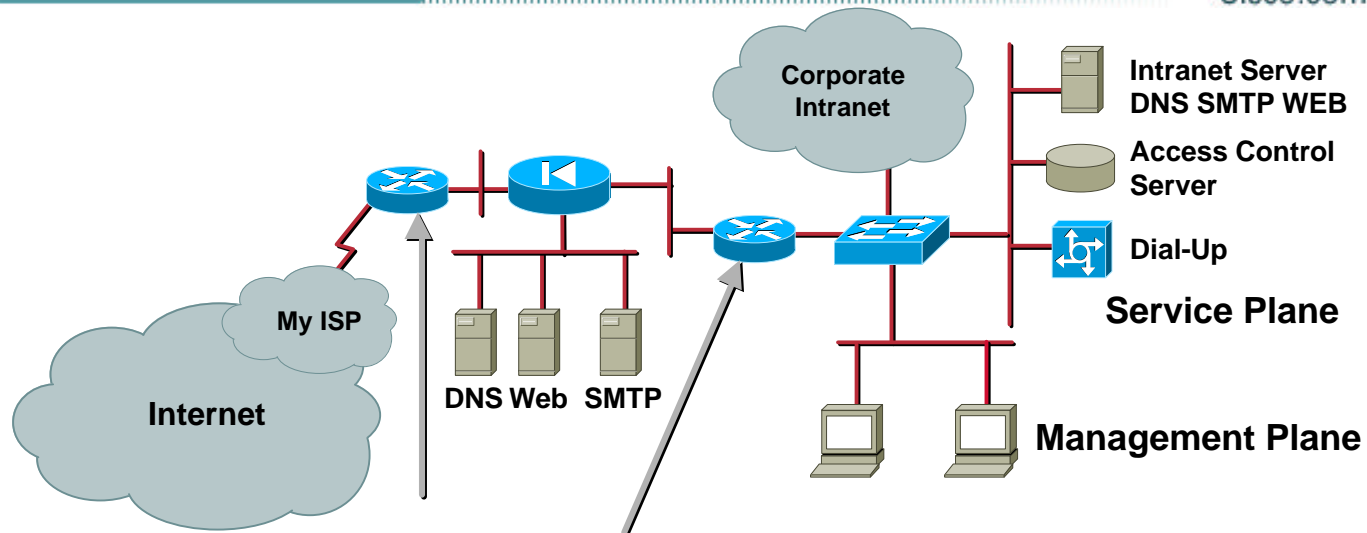 Corporate
Intranet
Intranet Server
DNS SMTP WEB
Access Control
Server
Dial-Up
Service Plane
My ISP
Internet
DNS Web SMTP
Management Plane